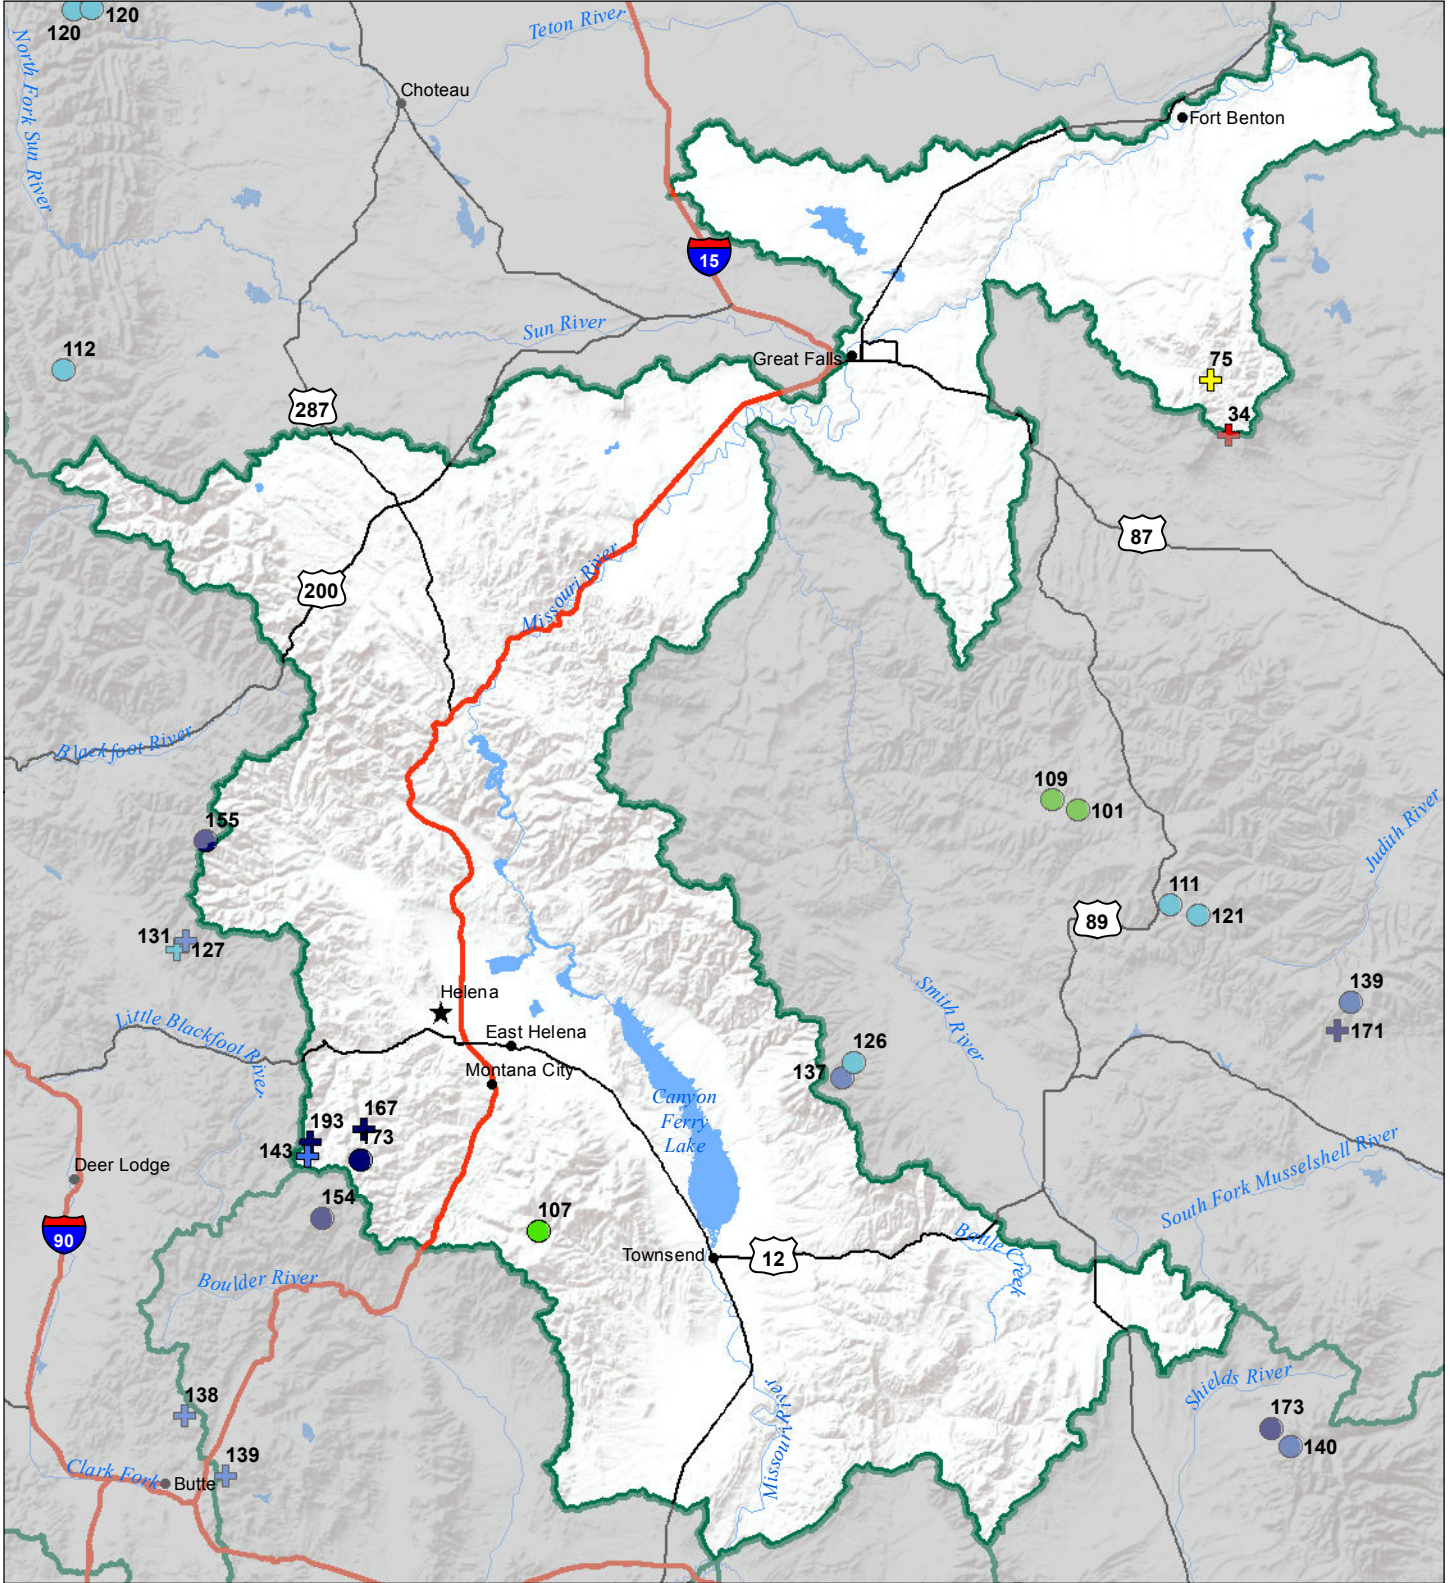 120
120
Teton River
North Fork Sun River
Choteau
Fort Benton
15
Sun River
112
Great Falls
75
287
34
87
200
Missouri River
Blackfoot River
109
101
155
Judith River
111
121
89
131
127
Helena
139
Smith River
171
Little Blackfoot River
East Helena
126
137
Montana City
Canyon
Ferry
Lake
193
167
173
143
Deer Lodge
South Fork Musselshell River
154
107
90
Townsend
12
Battle Creek
Boulder River
Shields River
138
Missouri River
173
140
139
Clark Fork
Butte